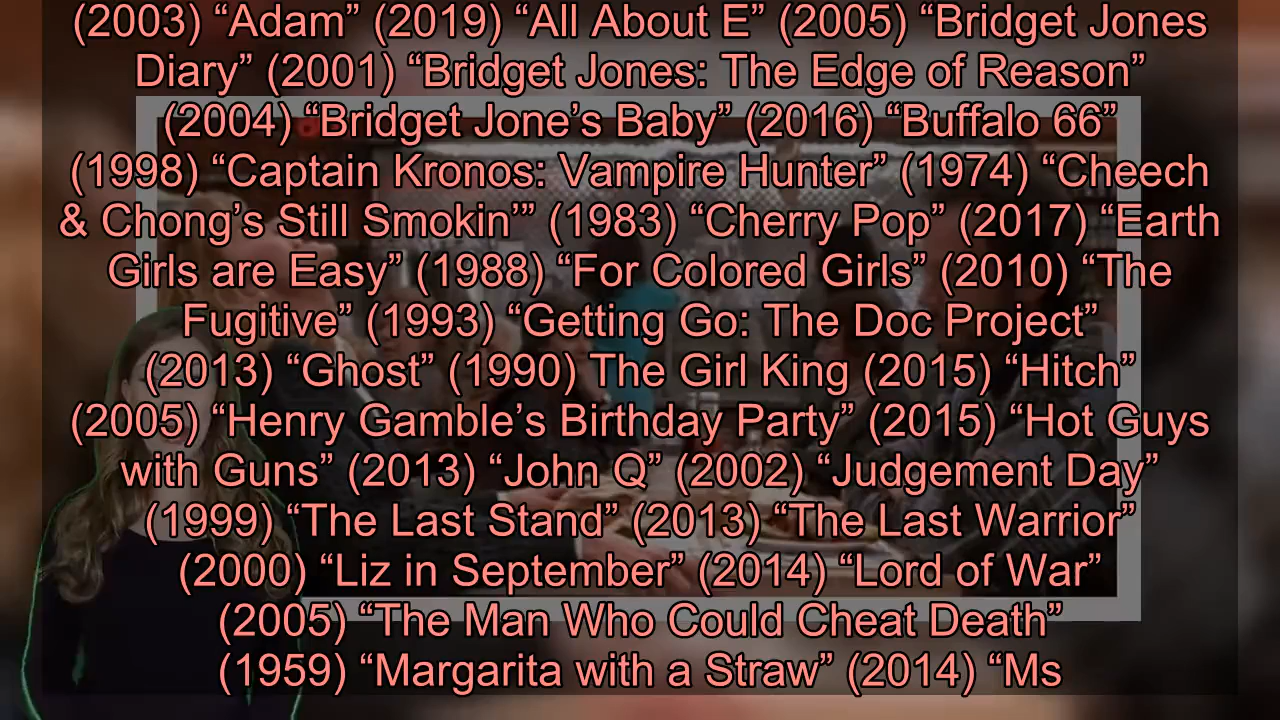 (2003) “Adam” (2019) “All About E” (2005) “Bridget Jones
Diary” (2001) “Bridget Jones: The Edge of Reason”
(2004) “Bridget Jone’s Baby” (2016) “Buffalo 66”
(1998) “Captain Kronos: Vampire Hunter” (1974) “Cheech
& Chong’s Still Smokin’” (1983) “Cherry Pop” (2017) “Earth
Girls are Easy” (1988) “For Colored Girls” (2010) “The
Fugitive” (1993) “Getting Go: The Doc Project”
(2013) “Ghost” (1990) The Girl King (2015) “Hitch”
(2005) “Henry Gamble’s Birthday Party” (2015) “Hot Guys
with Guns” (2013) “John Q” (2002) “Judgement Day”
(1999) “The Last Stand” (2013) “The Last Warrior”
(2000) “Liz in September” (2014) “Lord of War”
(2005) “The Man Who Could Cheat Death”
(1959) “Margarita with a Straw” (2014) “Ms